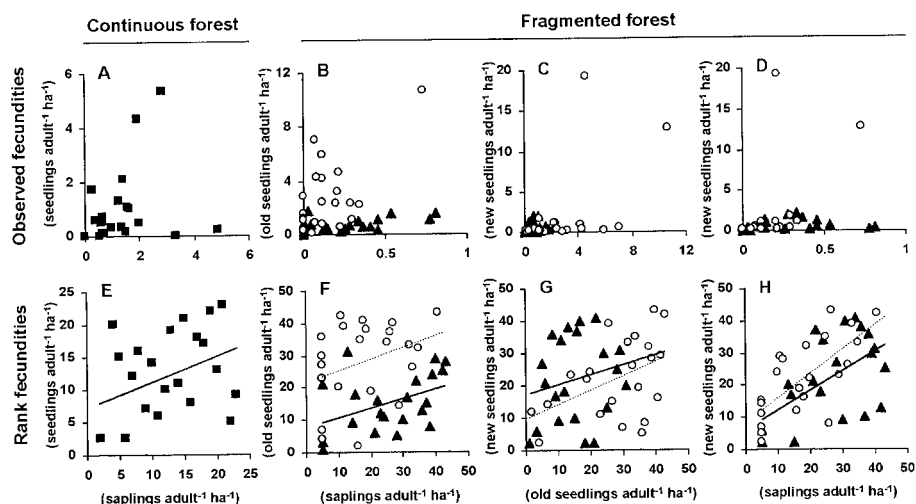 Continuous forest
Fragmented forest
Observed fecundities
(seedlings adult⁻¹ ha⁻¹)
A
6
4
2
0
0 2 4 6 8
(old seedlings adult⁻¹ ha⁻¹)
B
12
8
4
0
0 0.5 1
(new seedlings adult⁻¹ ha⁻¹)
C
20
15
10
5
0
0 6 12
(new seedlings adult⁻¹ ha⁻¹)
D
20
15
10
5
0
0 0.5 1
Rank fecundities
(seedlings adult⁻¹ ha⁻¹)
E
25
20
15
10
5
0
0 5 10 15 20 25
(saplings adult⁻¹ ha⁻¹)
(old seedlings adult⁻¹ ha⁻¹)
F
50
40
30
20
10
0
0 10 20 30 40 50
(saplings adult⁻¹ ha⁻¹)
(new seedlings adult⁻¹ ha⁻¹)
G
50
40
30
20
10
0
0 10 20 30 40 50
(old seedlings adult⁻¹ ha⁻¹)
(new seedlings adult⁻¹ ha⁻¹)
H
50
40
30
20
10
0
0 10 20 30 40 50
(saplings adult⁻¹ ha⁻¹)